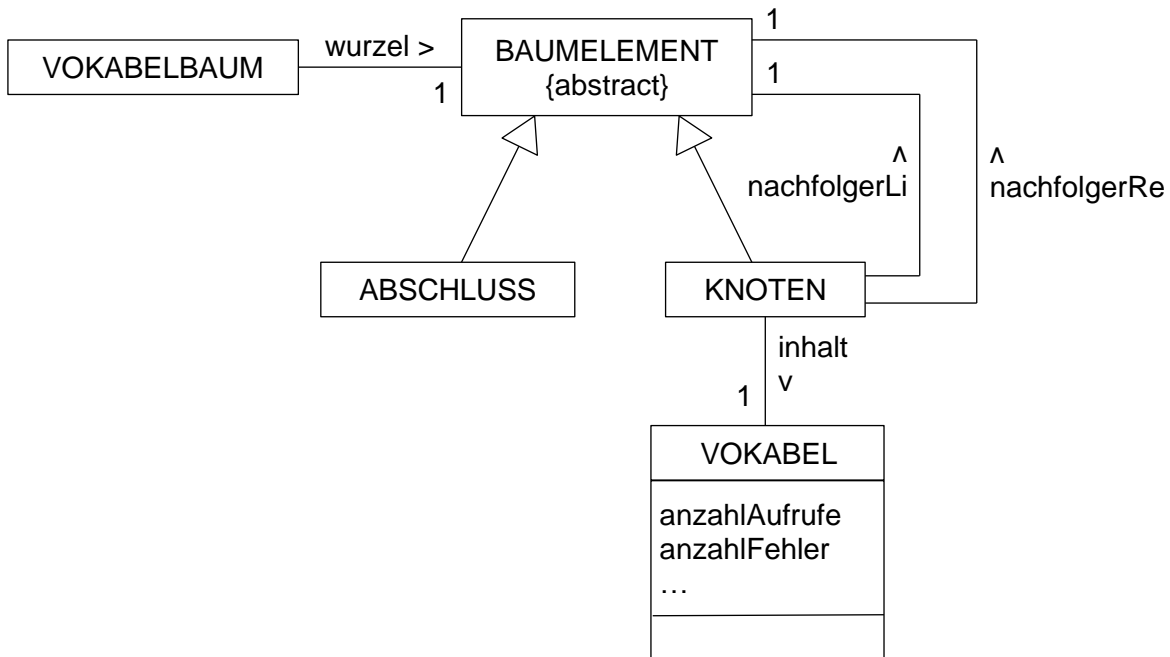 VOKABELBAUM
wurzel >
1
BAUMELEMENT
{abstract}
1
1
ʌ
nachfolgerLi
ʌ
nachfolgerRe
ABSCHLUSS
KNOTEN
inhalt
v
1
VOKABEL
anzahlAufrufe
anzahlFehler
…